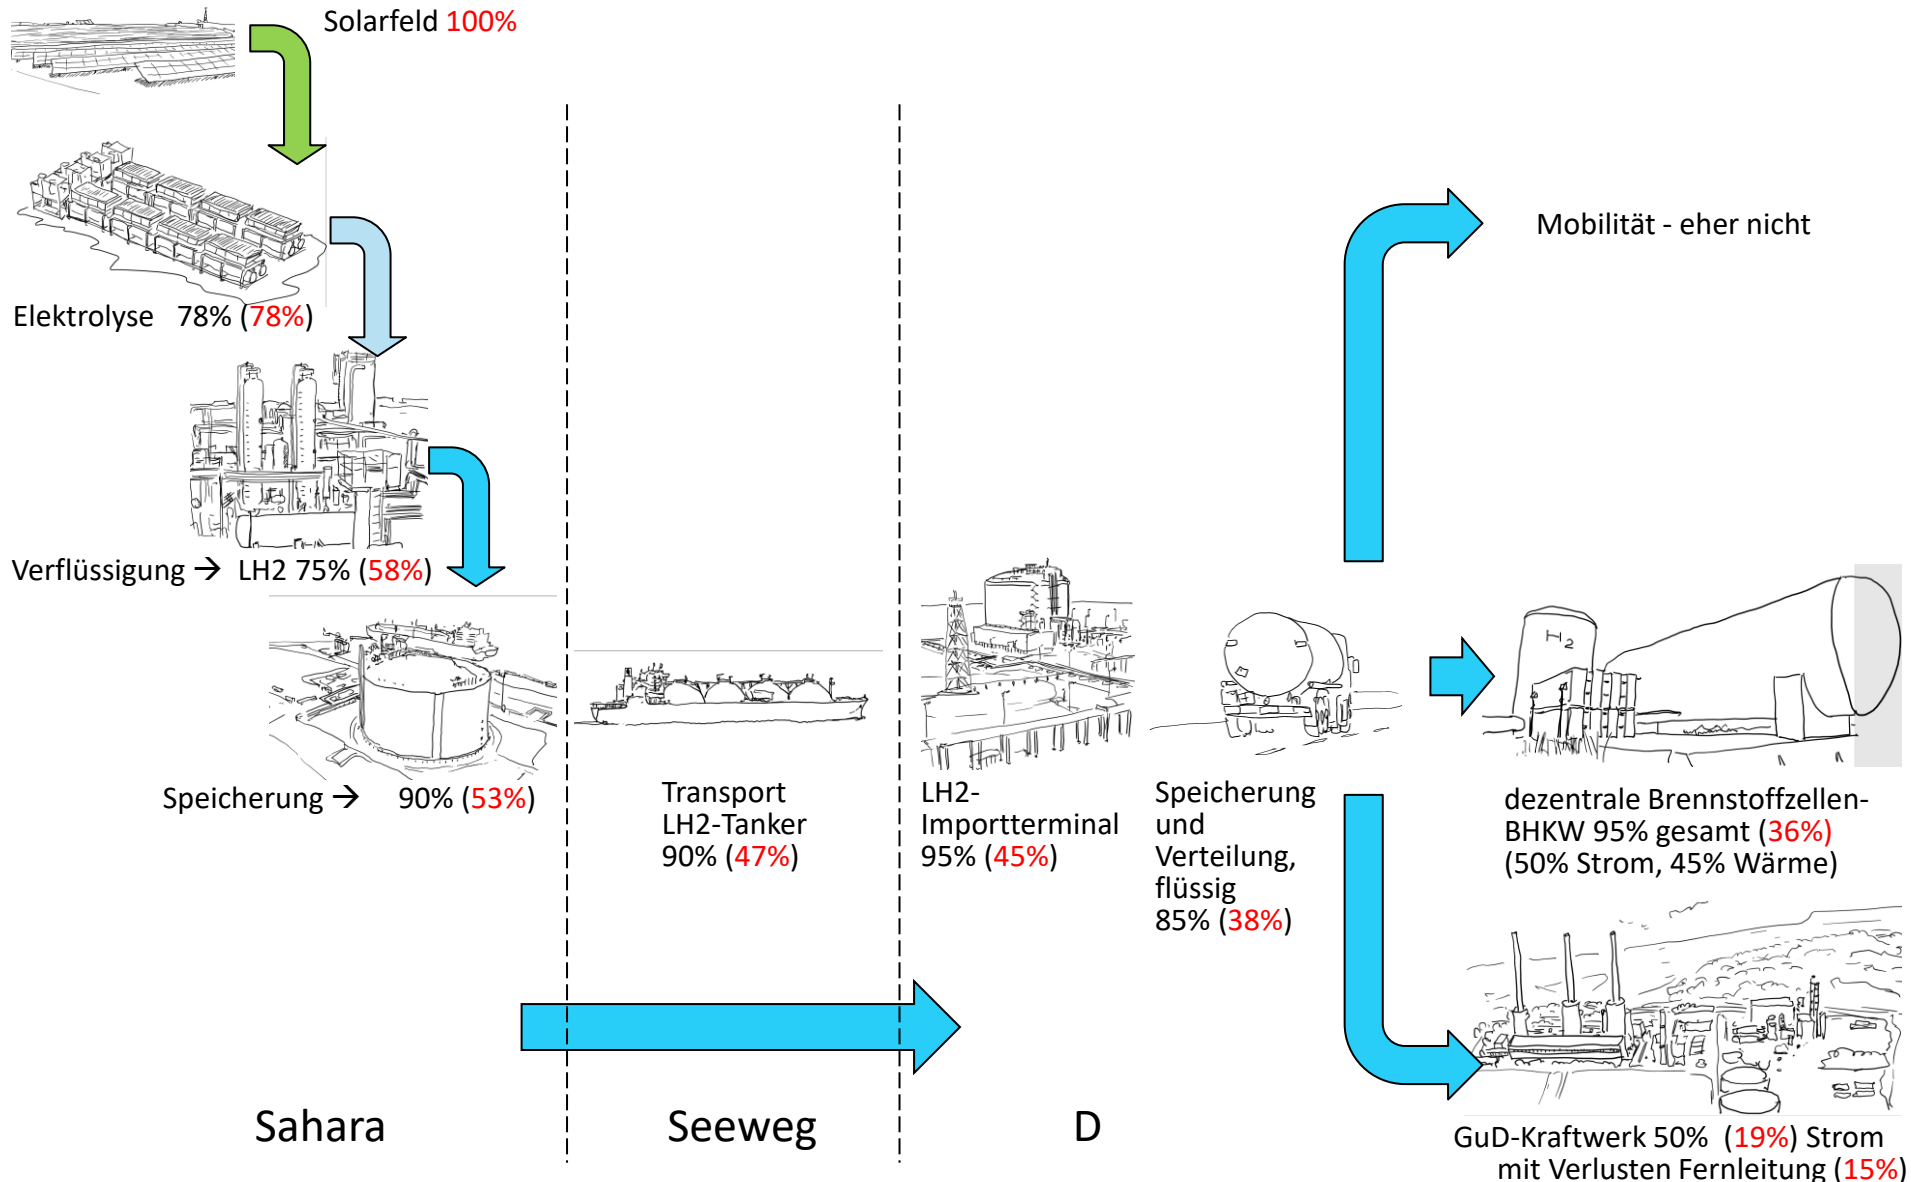 Solarfeld 100%
Elektrolyse 78% (78%)
Verflüssigung → LH2 75% (58%)
Speicherung → 90% (53%)
Transport
LH2-Tanker
90% (47%)
LH2-
Importterminal
95% (45%)
Speicherung
und
Verteilung,
flüssig
85% (38%)
Mobilität - eher nicht
H2
dezentrale Brennstoffzellen-
BHKW 95% gesamt (36%)
(50% Strom, 45% Wärme)
GuD-Kraftwerk 50% (19%) Strom
mit Verlusten Fernleitung (15%)
Sahara
Seeweg
D